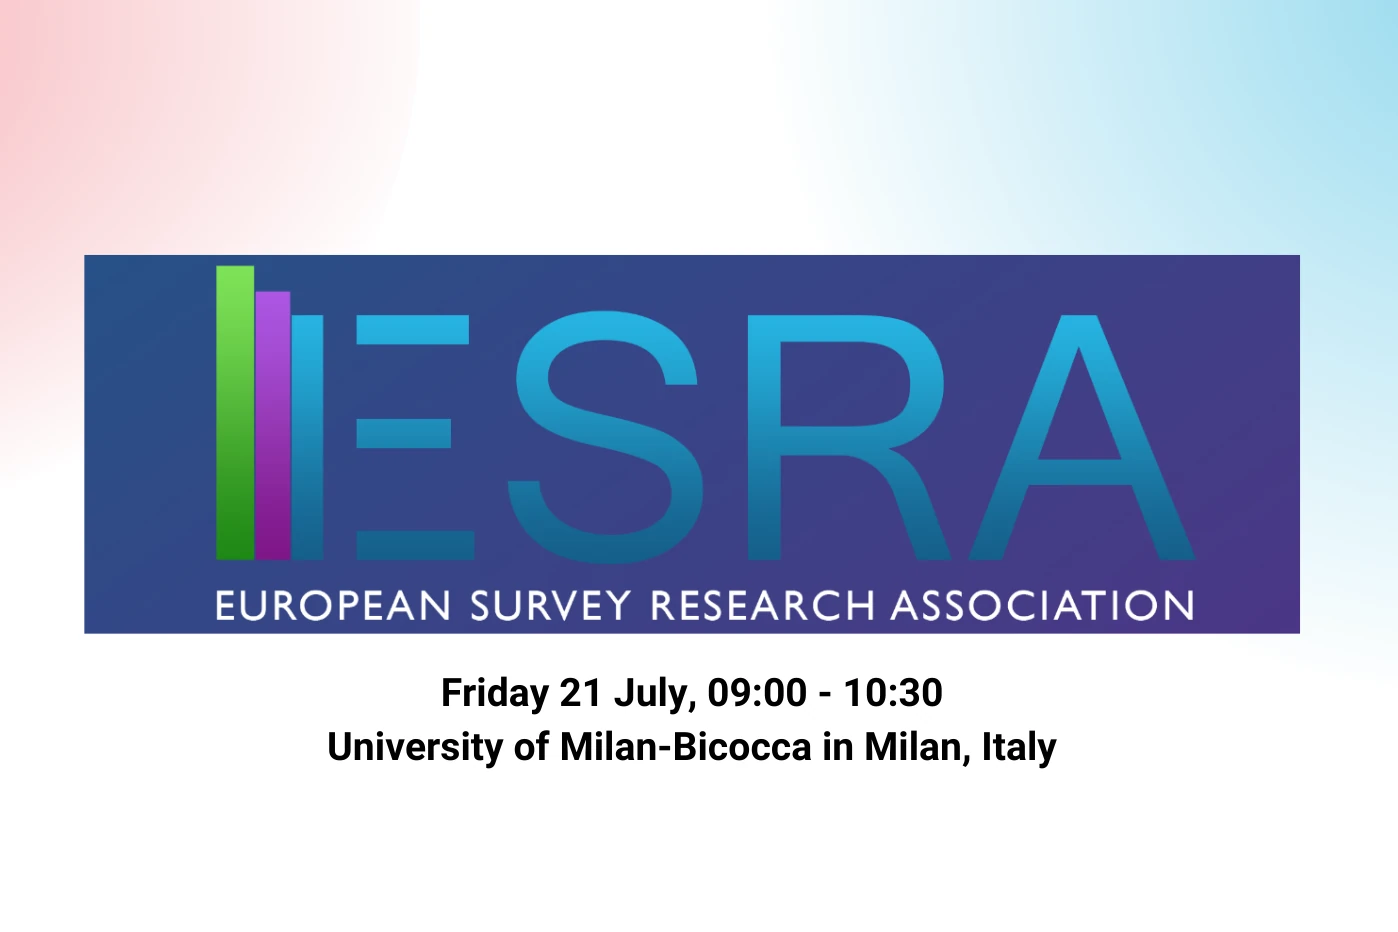 ESRA
EUROPEAN SURVEY RESEARCH ASSOCIATION
Friday 21 July, 09:00 - 10:30
University of Milan-Bicocca in Milan, Italy